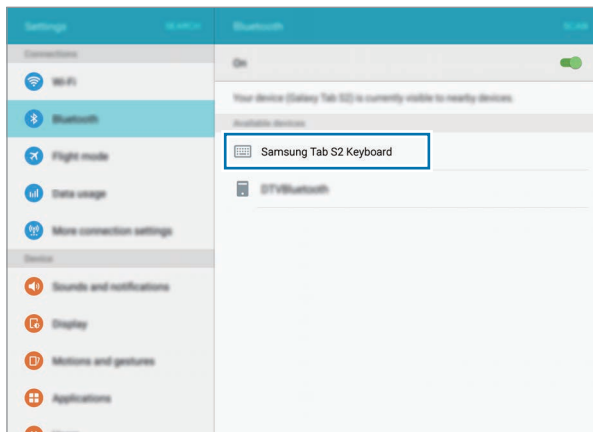 Settings
SEARCH
Bluetooth
SCAN
Connections
On
Wi-Fi
Your device (Galaxy Tab S2) is currently visible to nearby devices.
Bluetooth
Available devices
Samsung Tab S2 Keyboard
Flight mode
DTVBluetooth
Data usage
More connection settings
Device
Sounds and notifications
Display
Motions and gestures
Applications